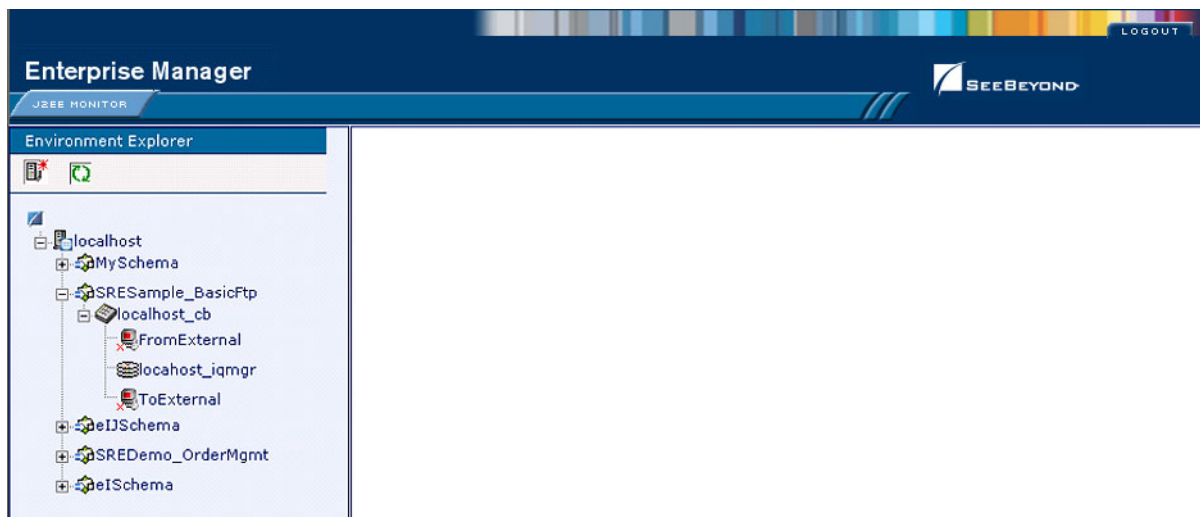 LOGOUT
Enterprise Manager
SEEBEYOND
J2EE MONITOR
Environment Explorer
localhost
MySchema
SRESample_BasicFtp
localhost_cb
FromExternal
locahost_iqmgr
ToExternal
eIJSchema
SREDemo_OrderMgmt
eISchema